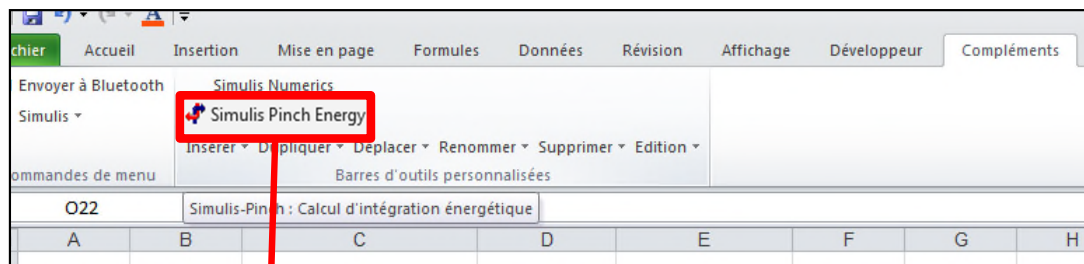 chier Accueil Insertion Mise en page Formules Données Révision Affichage Développeur Compléments
Envoyer à Bluetooth Simulis Numerics
Simulis Simulis Pinch Energy
Insérer Dupliquer Déplacer Renommer Supprimer Edition
ommandes de menu Barres d'outils personnalisées
O22 Simulis-Pinch : Calcul d'intégration énergétique
A B C D E F G H